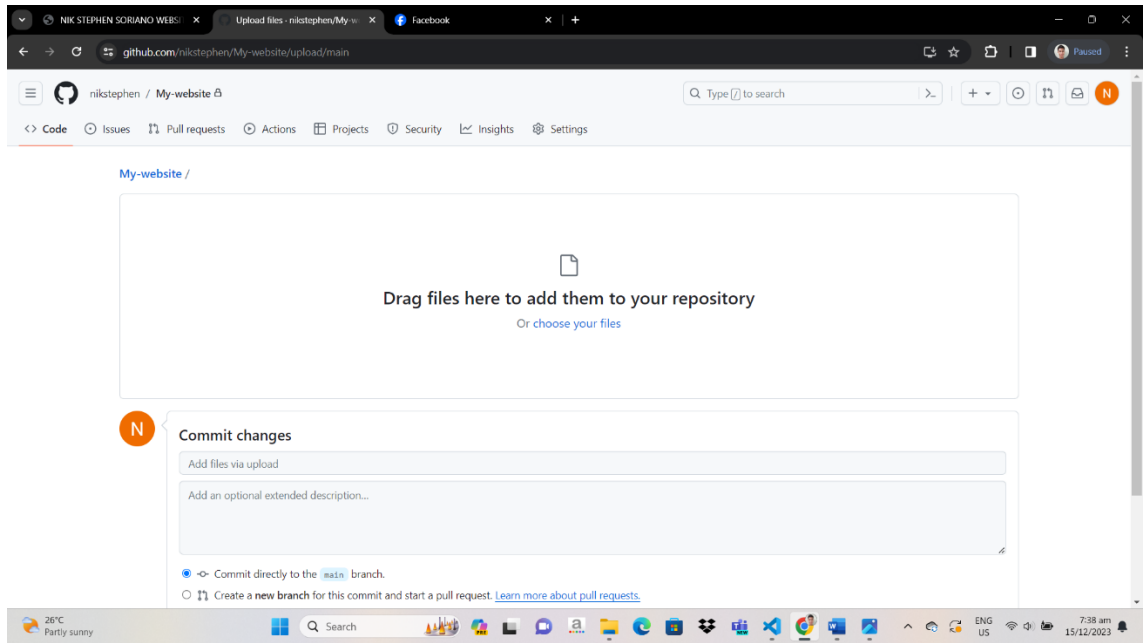 NIK STEPHEN SORIANO WEBSI
Upload files · nikstephen/My-w
Facebook
github.com/nikstephen/My-website/upload/main
Paused
nikstephen / My-website
Type / to search
N
Code
Issues
Pull requests
Actions
Projects
Security
Insights
Settings
My-website /
Drag files here to add them to your repository
Or choose your files
N
Commit changes
Add files via upload
Add an optional extended description...
Commit directly to the main branch.
Create a new branch for this commit and start a pull request. Learn more about pull requests.
26°C
Partly sunny
Search
PRE
a
ENG
US
7:38 am
15/12/2023